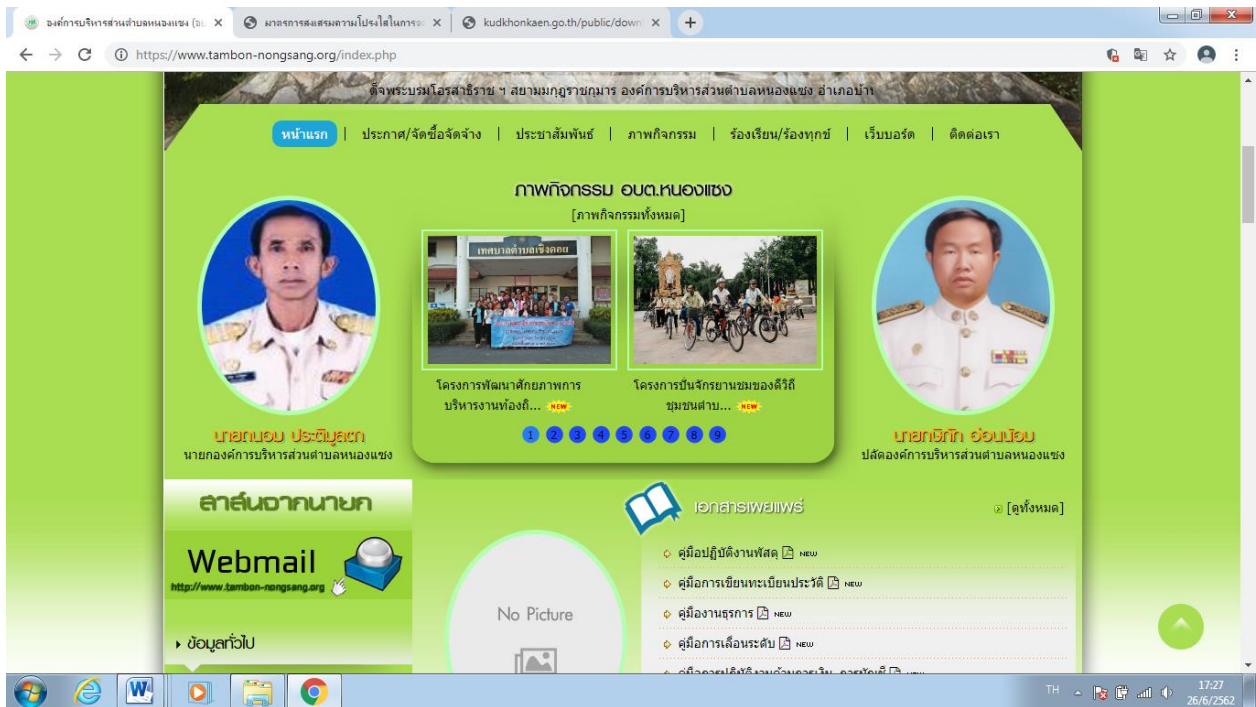 องค์การบริหารส่วนตำบลหนองแซง (อบ
มาตรการส่งเสริมความโปร่งใสในการจะ
kudkhonkaen.go.th/public/down
https://www.tambon-nongsang.org/index.php
ด็จพระบรมโอรสาธิราช ฯ สยามมกุฎราชกุมาร องค์การบริหารส่วนตำบลหนองแซง อำเภอบ้า
หน้าแรก | ประกาศ/จัดซื้อจัดจ้าง | ประชาสัมพันธ์ | ภาพกิจกรรม | ร้องเรียน/ร้องทุกข์ | เว็บบอร์ด | ติดต่อเรา
ภาพกิจกรรม อบต.หนองแซง
[ภาพกิจกรรมทั้งหมด]
โครงการพัฒนาศักยภาพการ
บริหารงานท้องถิ... NEW
โครงการปั่นจักรยานชมของดีวิถี
ชุมชนตำบ... NEW
1 2 3 4 5 6 7 8 9
นายถนอม ประติมูลตา
นายกองค์การบริหารส่วนตำบลหนองแซง
อ่อนน้อม
ปลัดองค์การบริหารส่วนตำบลหนองแซง
สาส์นจากนายก
Webmail
http://www.tambon-nongsang.org
ข้อมูลทั่วไป
No Picture
เอกสารเผยแพร่
[ดูทั้งหมด]
คู่มือปฏิบัติงานพัสดุ NEW
คู่มือการเขียนทะเบียนประวัติ NEW
คู่มืองานธุรการ NEW
คู่มือการเลื่อนระดับ NEW
คู่มือการปฏิบัติงานด้านการเงิน การบัญชี
TH
17:27
26/6/2562